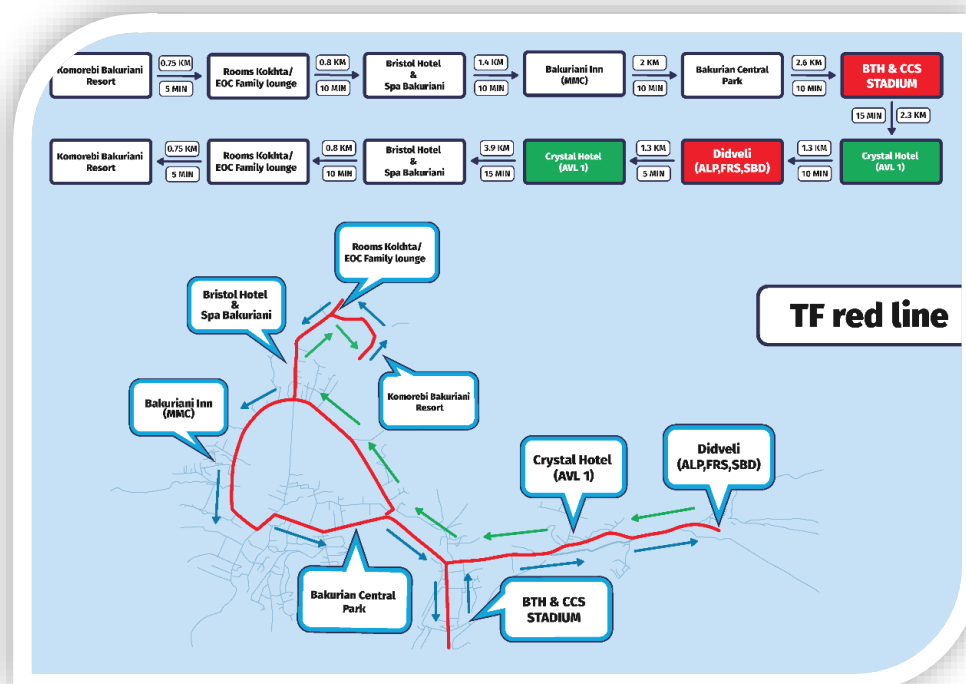 Komorebi Bakuriani
Resort
0.75 KM
5 MIN
Rooms Kokhta/
EOC Family lounge
0.8 KM
10 MIN
Bristol Hotel
&
Spa Bakuriani
1.4 KM
10 MIN
Bakuriani Inn
(MMC)
2 KM
10 MIN
Bakurian Central
Park
2.6 KM
10 MIN
BTH & CCS
STADIUM
15 MIN
2.3 KM
Komorebi Bakuriani
Resort
0.75 KM
5 MIN
Rooms Kokhta/
EOC Family lounge
0.8 KM
10 MIN
Bristol Hotel
&
Spa Bakuriani
3.9 KM
15 MIN
Crystal Hotel
(AVL 1)
1.3 KM
5 MIN
Didveli
(ALP,FRS,SBD)
1.3 KM
10 MIN
Crystal Hotel
(AVL 1)
Rooms Kokhta/
EOC Family lounge
Bristol Hotel
&
Spa Bakuriani
TF red line
Komorebi Bakuriani
Resort
Bakuriani Inn
(MMC)
Crystal Hotel
(AVL 1)
Didveli
(ALP,FRS,SBD)
Bakurian Central
Park
BTH & CCS
STADIUM